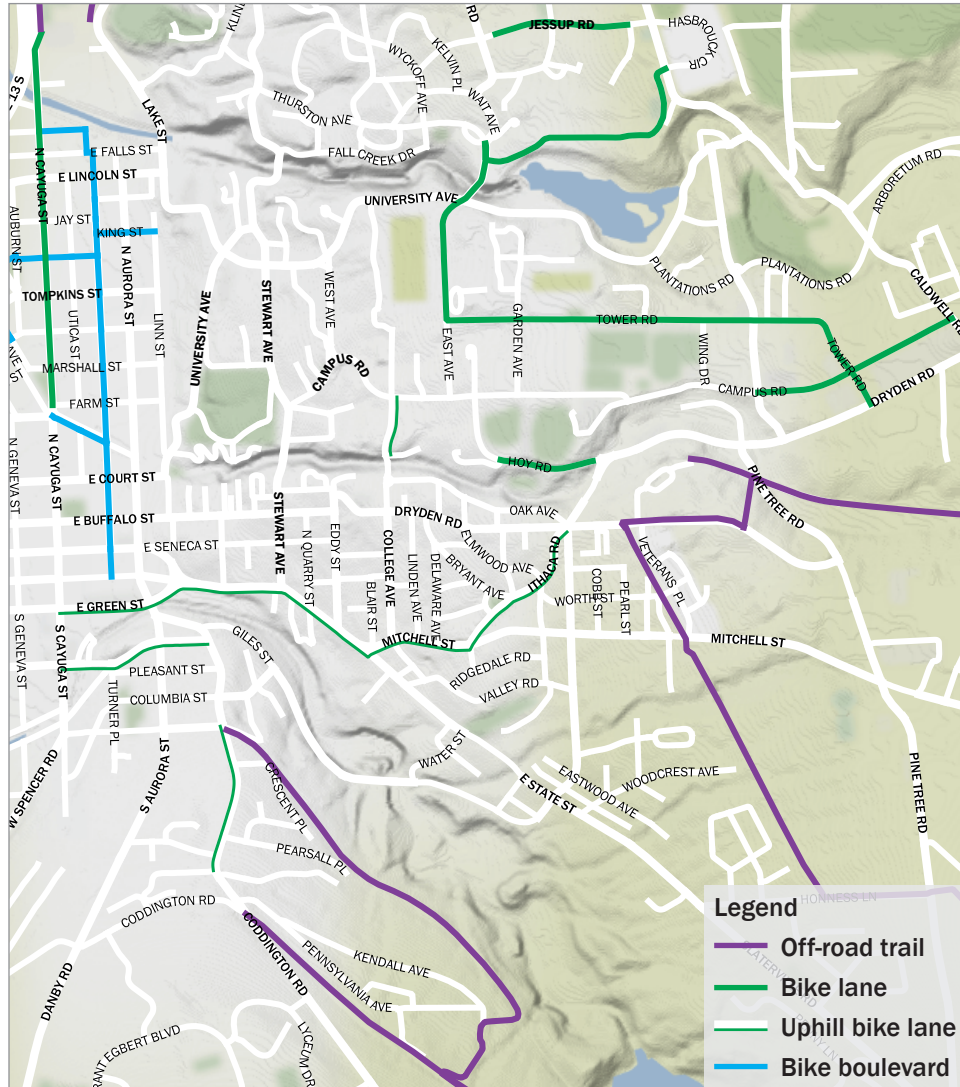 RD
JESSUP RD
HASBROUCK
CIR
KELVIN PL
WYCKOFF AVE
13 S
THURSTON AVE
WAIT AVE
LAKE ST
E FALLS ST
FALL CREEK DR
N CAYUGA ST
E LINCOLN ST
ARBORETUM RD
UNIVERSITY AVE
AUBURN ST
JAY ST
KING ST
N AURORA ST
PLANTATIONS RD
PLANTATIONS RD
CALDWELL RD
TOMPKINS ST
STEWART AVE
WEST AVE
UTICA ST
LINN ST
UNIVERSITY AVE
GARDEN AVE
TOWER RD
EAST AVE
WING DR
TOWER RD
MARSHALL ST
CAMPUS RD
CAMPUS RD
DRYDEN RD
FARM ST
N GENEVA ST
N CAYUGA ST
HOY RD
E COURT ST
PINE TREE RD
STEWART AVE
E BUFFALO ST
DRYDEN RD
OAK AVE
E SENECA ST
N QUARRY ST
EDDY ST
COLLEGE AVE
LINDEN AVE
DELAWARE AVE
ELMWOOD AVE
BRYANT AVE
ITHACA RD
VETERANS PL
BLAIR ST
COBB ST
PEARL ST
WORTH ST
E GREEN ST
S GENEVA ST
S CAYUGA ST
GILES ST
MITCHELL ST
MITCHELL ST
PLEASANT ST
RIDGEDALE RD
COLUMBIA ST
VALLEY RD
TURNER PL
WATER ST
W SPENCER RD
S AURORA ST
CRESCENT PL
E STATE ST
EASTWOOD AVE
WOODCREST AVE
PINE TREE RD
PEARSALL PL
HONNESS LN
CODDINGTON RD
CODDINGTON RD
PENNSYLVANIA AVE
KENDALL AVE
DANBY RD
LYCEUM DR
RANT EGBERT BLVD
Legend
Off-road trail
Bike lane
Uphill bike lane
Bike boulevard